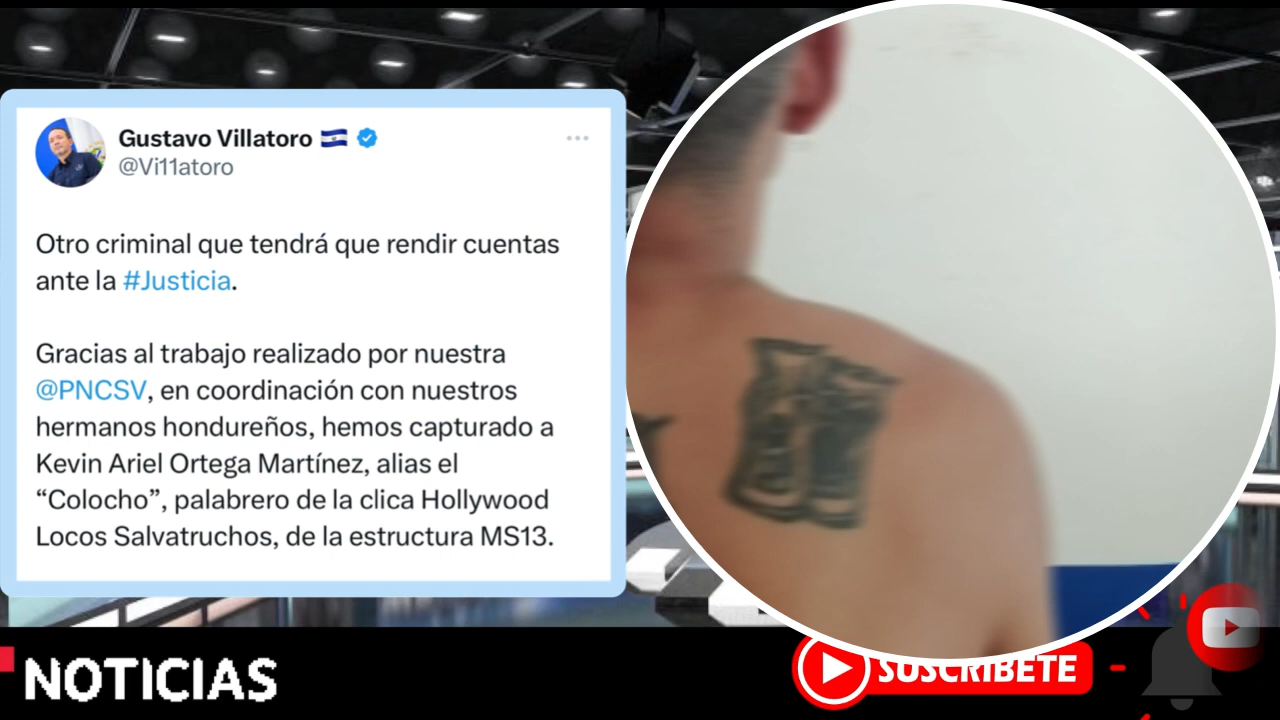 Gustavo Villatoro
@Vi11atoro
Otro criminal que tendrá que rendir cuentas
ante la #Justicia.
Gracias al trabajo realizado por nuestra
@PNCSV, en coordinación con nuestros
hermanos hondureños, hemos capturado a
Kevin Ariel Ortega Martínez, alias el
“Colocho”, palabrero de la clica Hollywood
Locos Salvatruchos, de la estructura MS13.
NOTICIAS
SUSCRIBETE